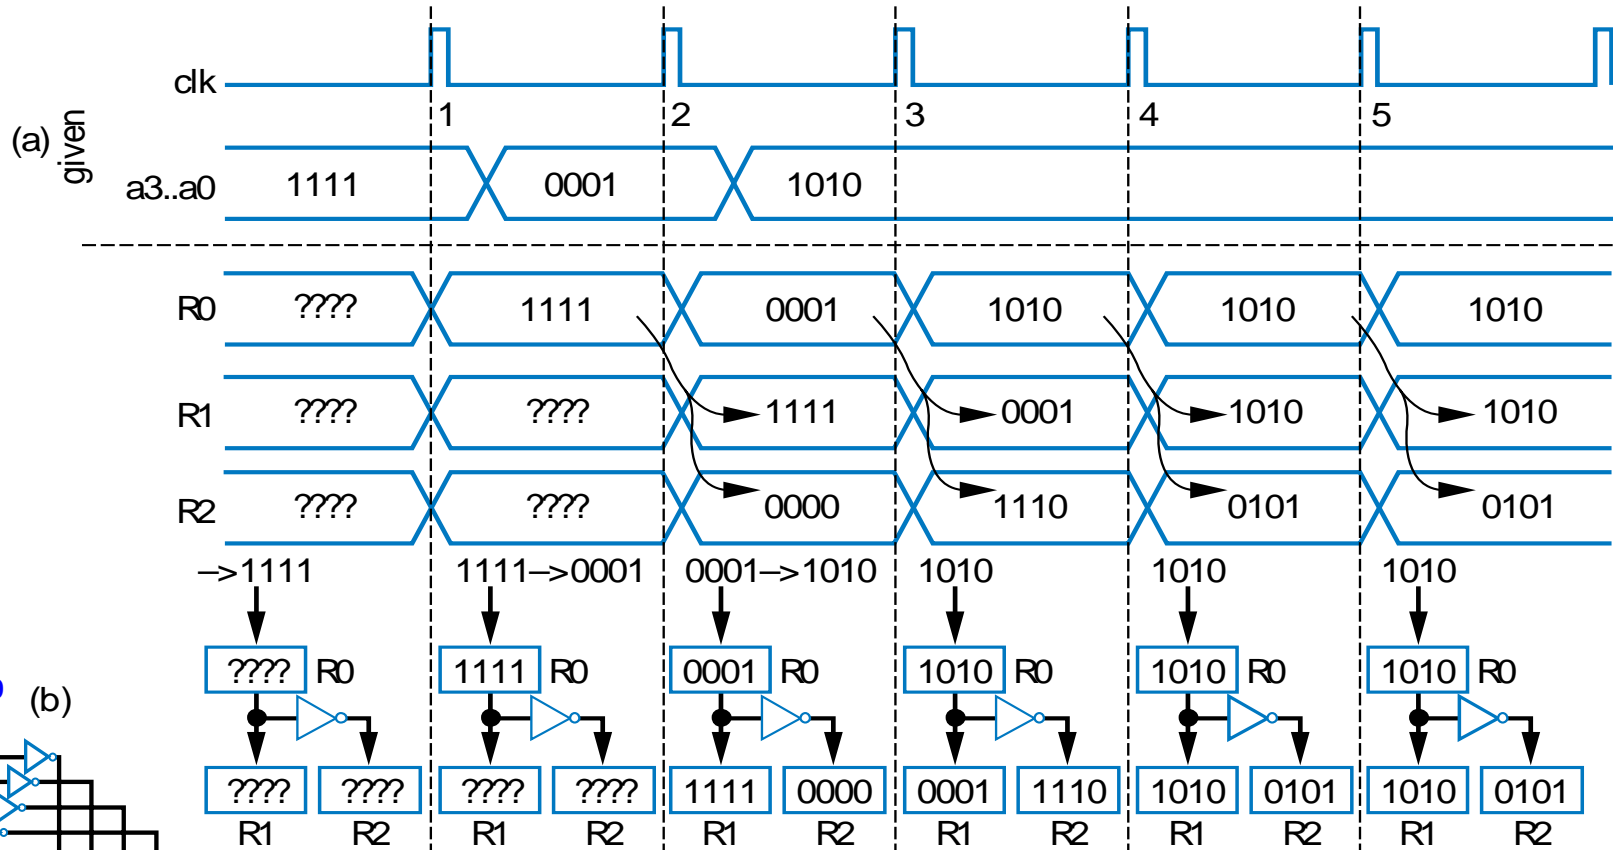 clk
1 2 3 4 5
(a) given
a3..a0 1111 0001 1010
R0 ???? 1111 0001 1010 1010 1010
R1 ???? ???? 1111 0001 1010 1010
R2 ???? ???? 0000 1110 0101 0101
–>1111 1111–>0001 0001–>1010 1010 1010 1010
???? R0 1111 R0 0001 R0 1010 R0 1010 R0 1010 R0
(b)
???? ???? ???? ???? 1111 0000 0001 1110 1010 0101 1010 0101
R1 R2 R1 R2 R1 R2 R1 R2 R1 R2 R1 R2